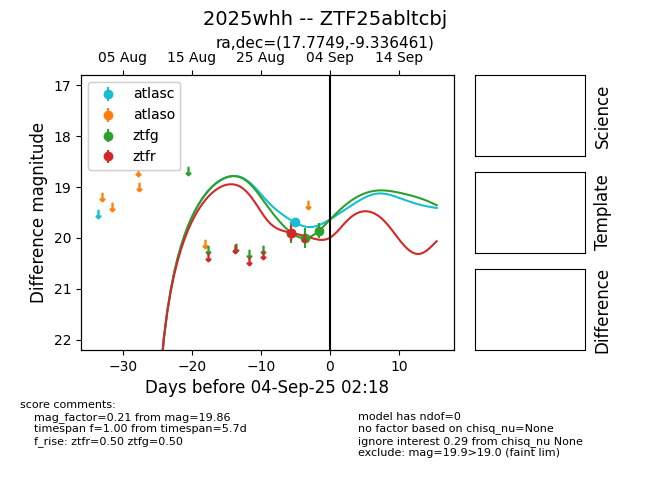 2025whh -- ZTF25abltcbj
ra,dec=(17.7749,-9.336461)
05 Aug 15 Aug 25 Aug 04 Sep 14 Sep
17
18
19
20
21
22
Difference magnitude
atlasc
atlaso
ztfg
ztfr
−30 −20 −10 0 10
Days before 04-Sep-25 02:18
Science
Template
Difference
score comments:
mag_factor=0.21 from mag=19.86
timespan f=1.00 from timespan=5.7d
f_rise: ztfr=0.50 ztfg=0.50
model has ndof=0
no factor based on chisq_nu=None
ignore interest 0.29 from chisq_nu None
exclude: mag=19.9>19.0 (faint lim)